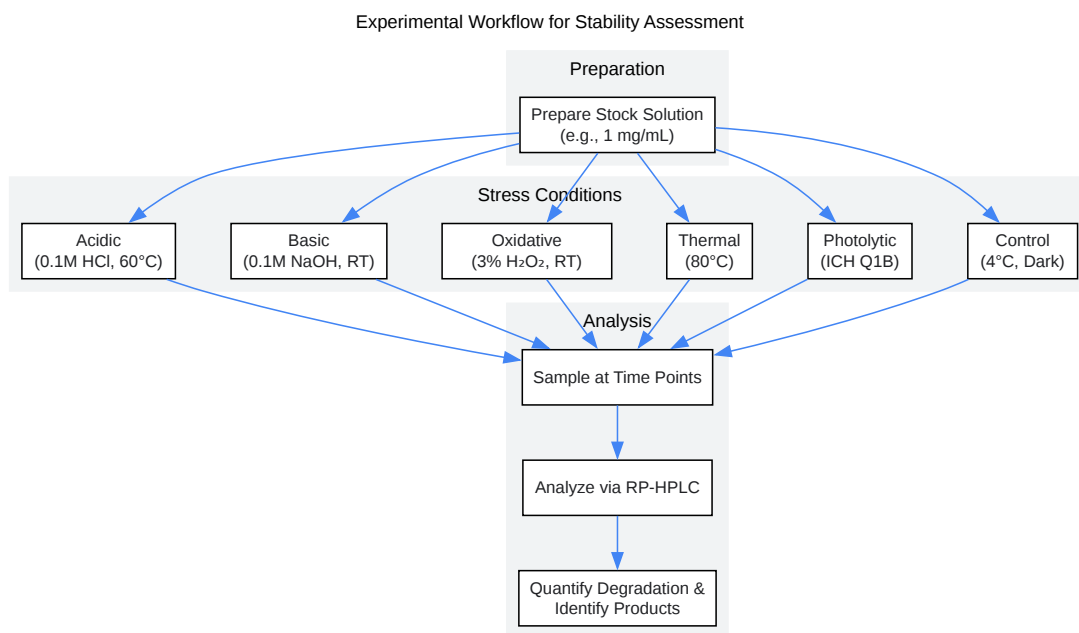 Experimental Workflow for Stability Assessment
Preparation
Prepare Stock Solution
(e.g., 1 mg/mL)
Stress Conditions
Acidic
(0.1M HCl, 60°C)
Basic
(0.1M NaOH, RT)
Oxidative
(3% H₂O₂, RT)
Thermal
(80°C)
Photolytic
(ICH Q1B)
Control
(4°C, Dark)
Analysis
Sample at Time Points
Analyze via RP-HPLC
Quantify Degradation &
Identify Products